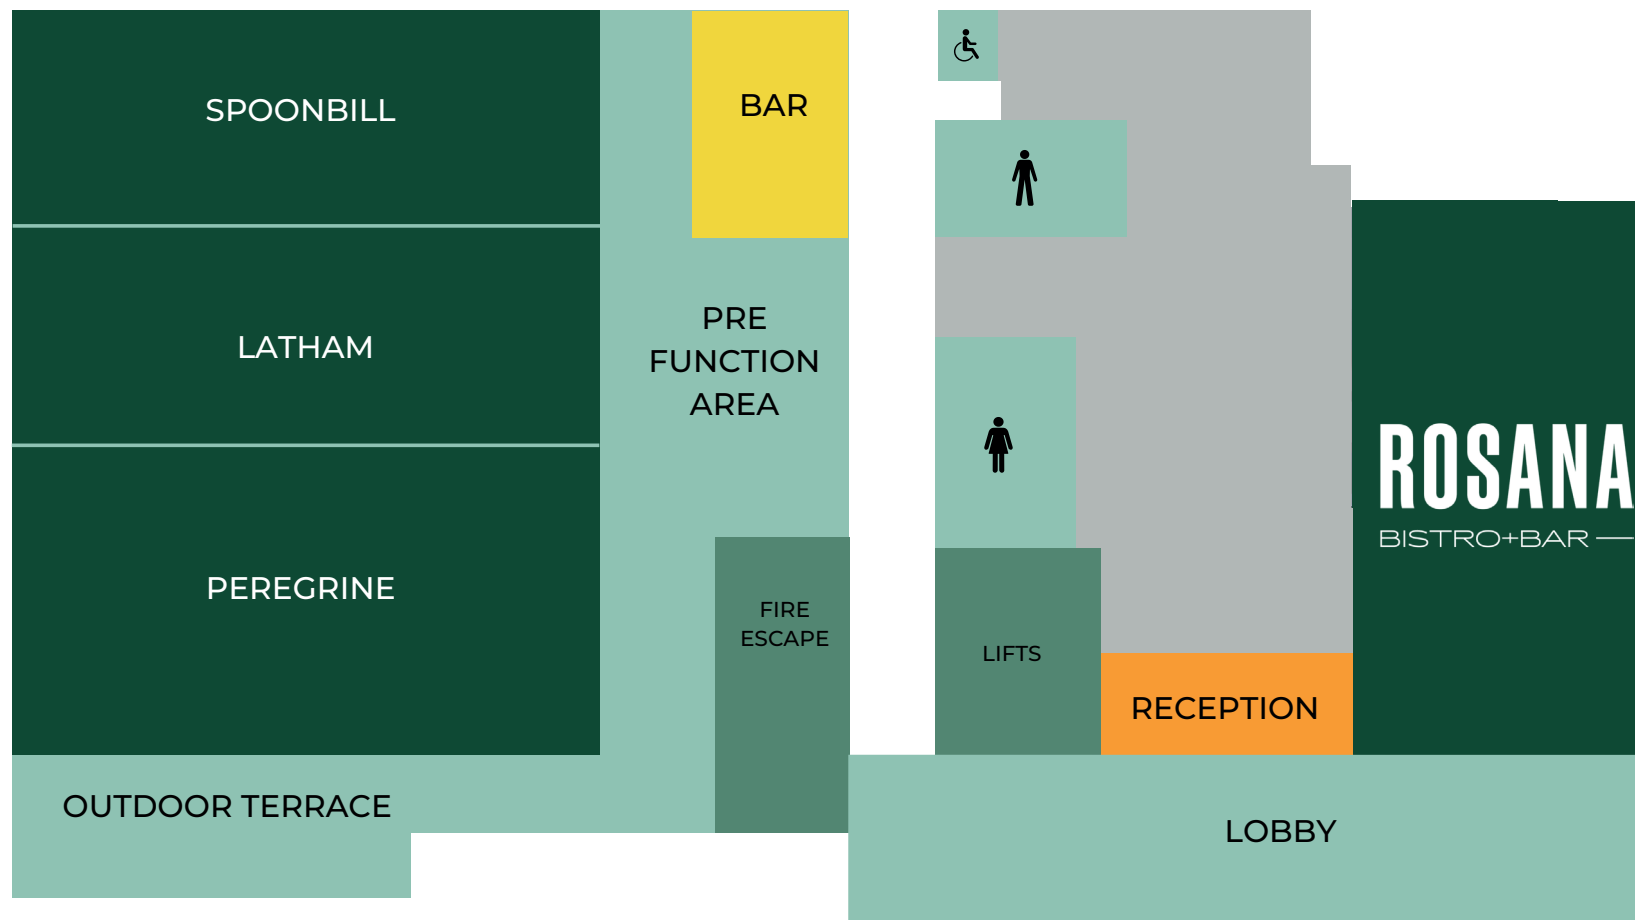 SPOONBILL
BAR
PRE
FUNCTION
AREA
LATHAM
PEREGRINE
FIRE
ESCAPE
LIFTS
RECEPTION
ROSANA
BISTRO+BAR
OUTDOOR TERRACE
LOBBY